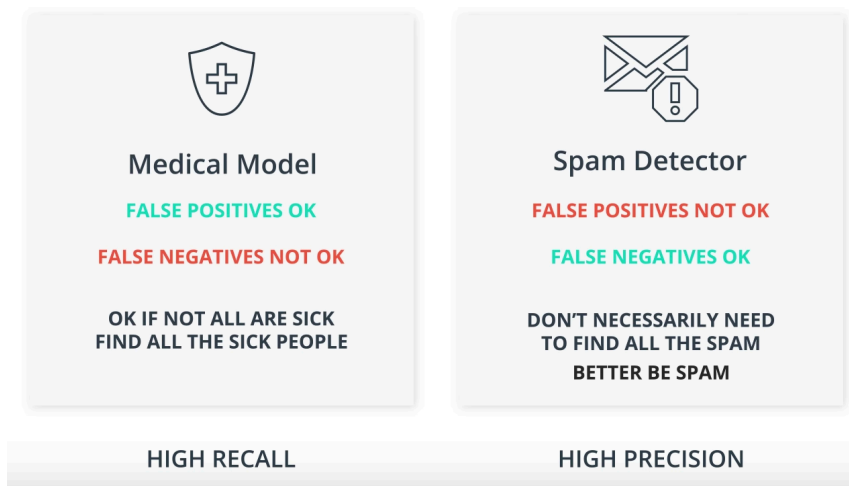 Medical Model
FALSE POSITIVES OK
FALSE NEGATIVES NOT OK
OK IF NOT ALL ARE SICK
FIND ALL THE SICK PEOPLE
HIGH RECALL
Spam Detector
FALSE POSITIVES NOT OK
FALSE NEGATIVES OK
DON’T NECESSARILY NEED
TO FIND ALL THE SPAM
BETTER BE SPAM
HIGH PRECISION